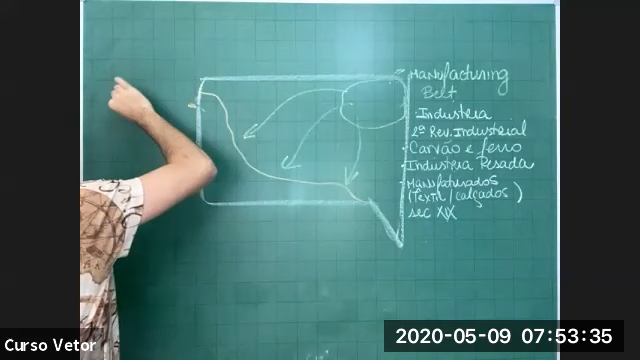 Manufacturing
Belt
Industria
2ª Rev. Industrial
Carvão e ferro
Industria Pesada
Manufaturados
(Textil / calçados)
sec XIX
Curso Vetor
2020-05-09 07:53:35